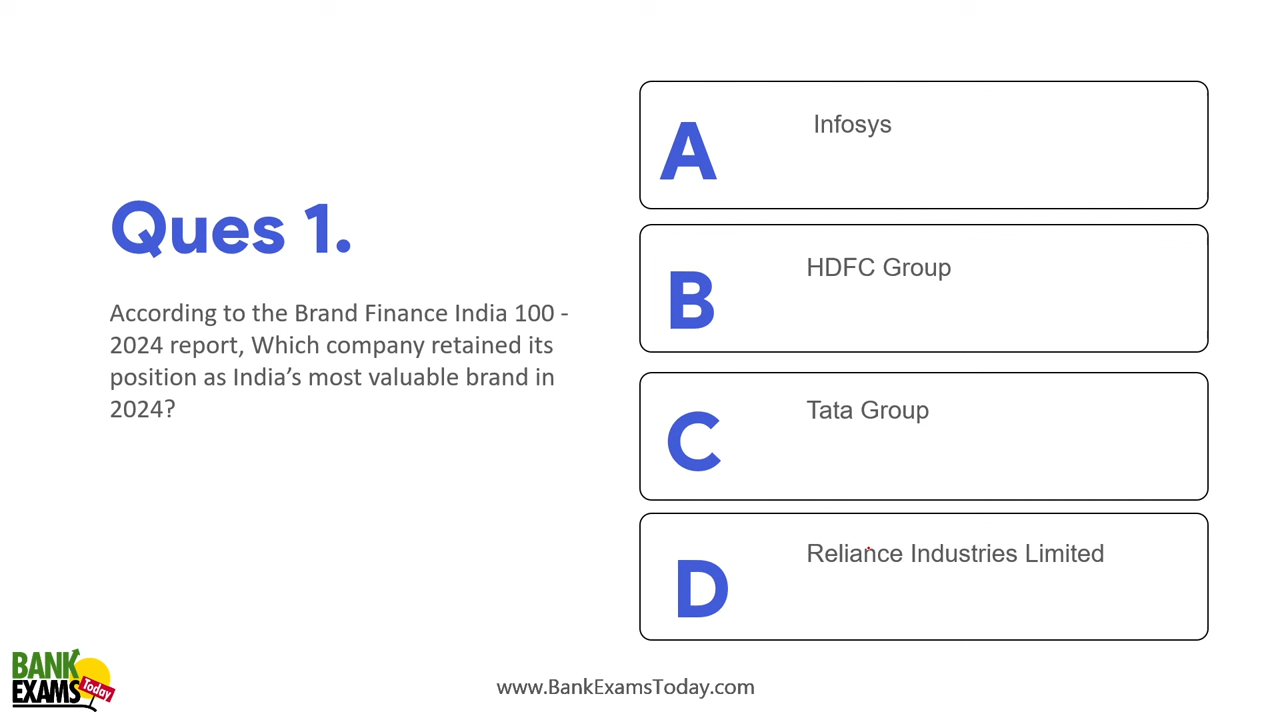 Ques 1.
According to the Brand Finance India 100 -
2024 report, Which company retained its
position as India’s most valuable brand in
2024?
A Infosys
B HDFC Group
C Tata Group
D Reliance Industries Limited
BANK
EXAMS
Today
www.BankExamsToday.com